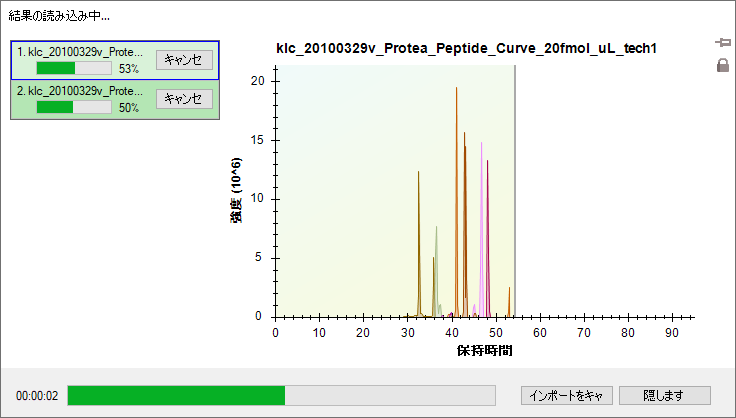 結果の読み込み中...
1. klc_20100329v_Prote...
キャンセ
53%
2. klc_20100329v_Prote...
キャンセ
50%
klc_20100329v_Protea_Peptide_Curve_20fmol_uL_tech1
強度 (10^6)
20
15
10
5
0
0 10 20 30 40 50 60 70 80 90
保持時間
00:00:02
インポートをキャ
隠します